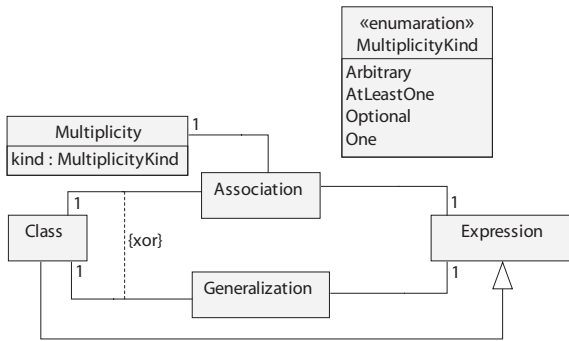 «enumaration»
MultiplicityKind
Arbitrary
AtLeastOne
Optional
One
Multiplicity
kind : MultiplicityKind
1
Association
1
1
Class
{xor}
Expression
1
1
Generalization